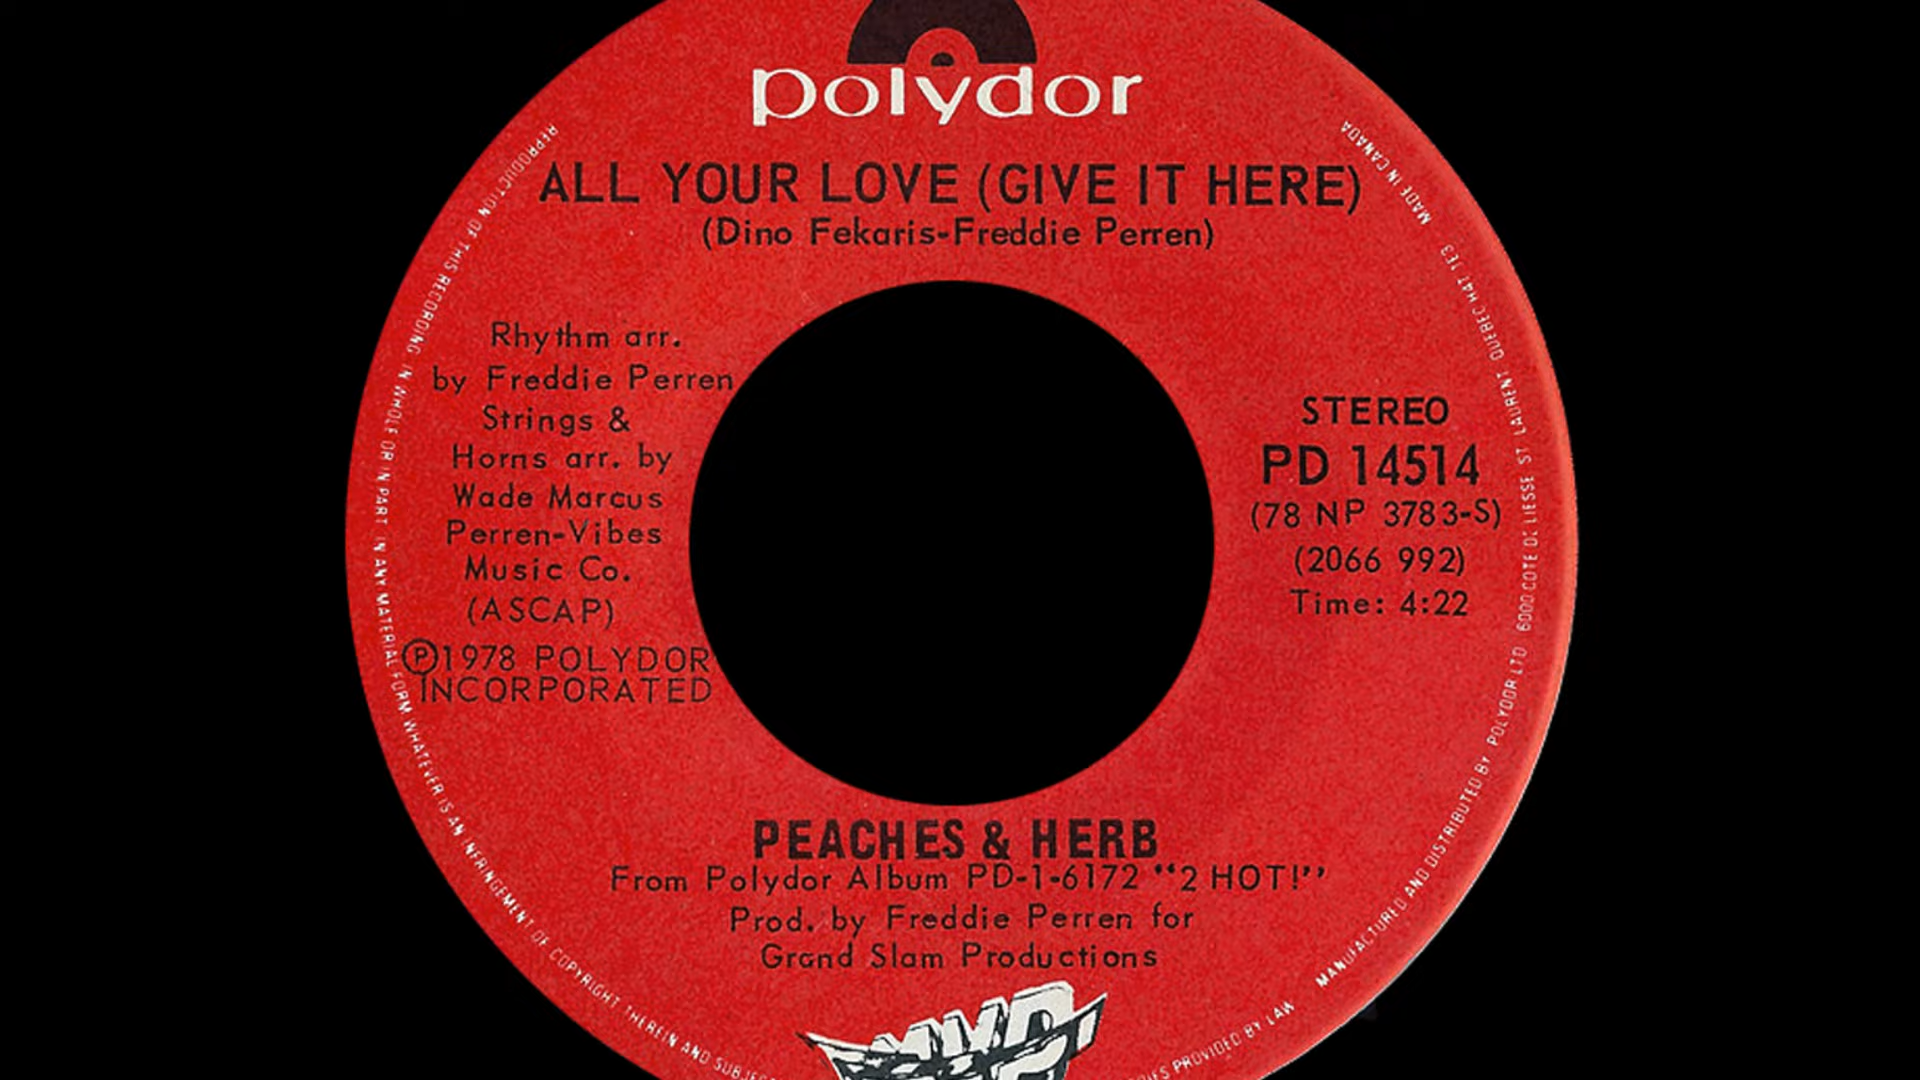 polydor
ALL YOUR LOVE (GIVE IT HERE)
(Dino Fekaris-Freddie Perren)
Rhythm arr.
by Freddie Perren
Strings &
Horns arr. by
Wade Marcus
Perren-Vibes
Music Co.
(ASCAP)
Ⓟ1978 POLYDOR
INCORPORATED
STEREO
PD 14514
(78 NP 3783-S)
(2066 992)
Time: 4:22
PEACHES & HERB
From Polydor Album PD-1-6172 “2 HOT!”
Prod. by Freddie Perren for
Grand Slam Productions
REPRODUCTION OF THIS RECORDING IN WHOLE OR IN PART IN ANY MATERIAL FORM WHATEVER IS AN INFRINGEMENT OF COPYRIGHT THEREIN AND
PROVIDED BY LAW
MANUFACTURED AND DISTRIBUTED BY POLYDOR LTD 6000 COTE DE LIESSE ST LAURENT QUEBEC H4T 1E3 MADE IN CANADA